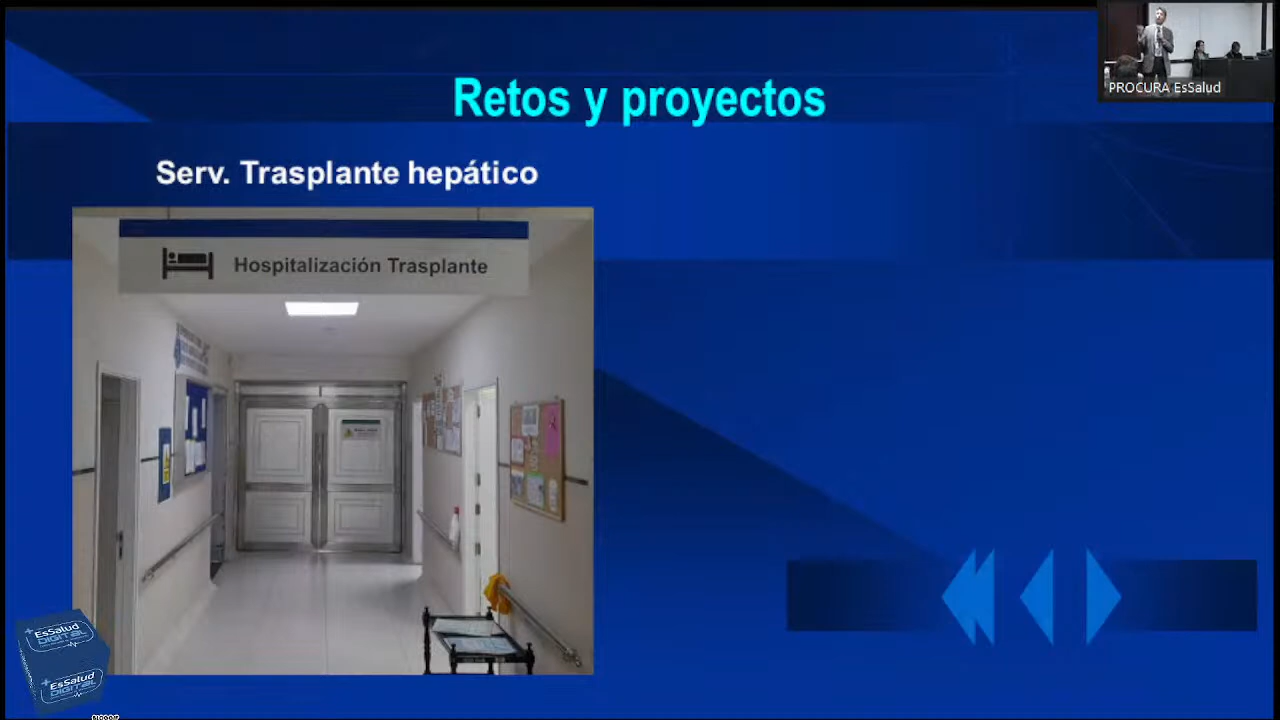 Retos y proyectos
PROCURA EsSalud
Serv. Trasplante hepático
Hospitalización Trasplante
EsSalud
DIGITAL
EsSalud
DIGITAL